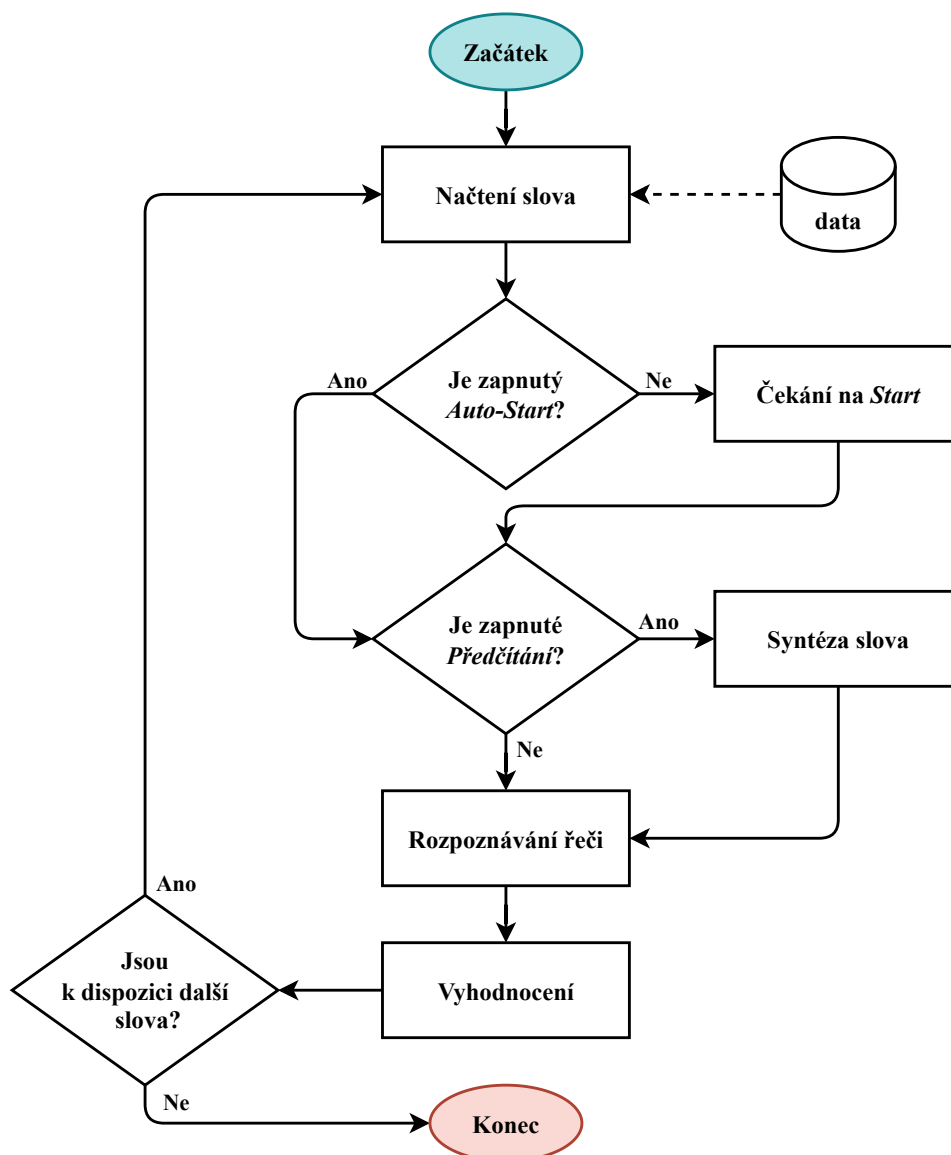 Začátek
Načtení slova
data
Ano
Je zapnutý
Auto-Start?
Ne
Čekání na Start
Je zapnuté
Předčítání?
Ano
Syntéza slova
Ne
Rozpoznávání řeči
Ano
Jsou
k dispozici další
slova?
Vyhodnocení
Ne
Konec